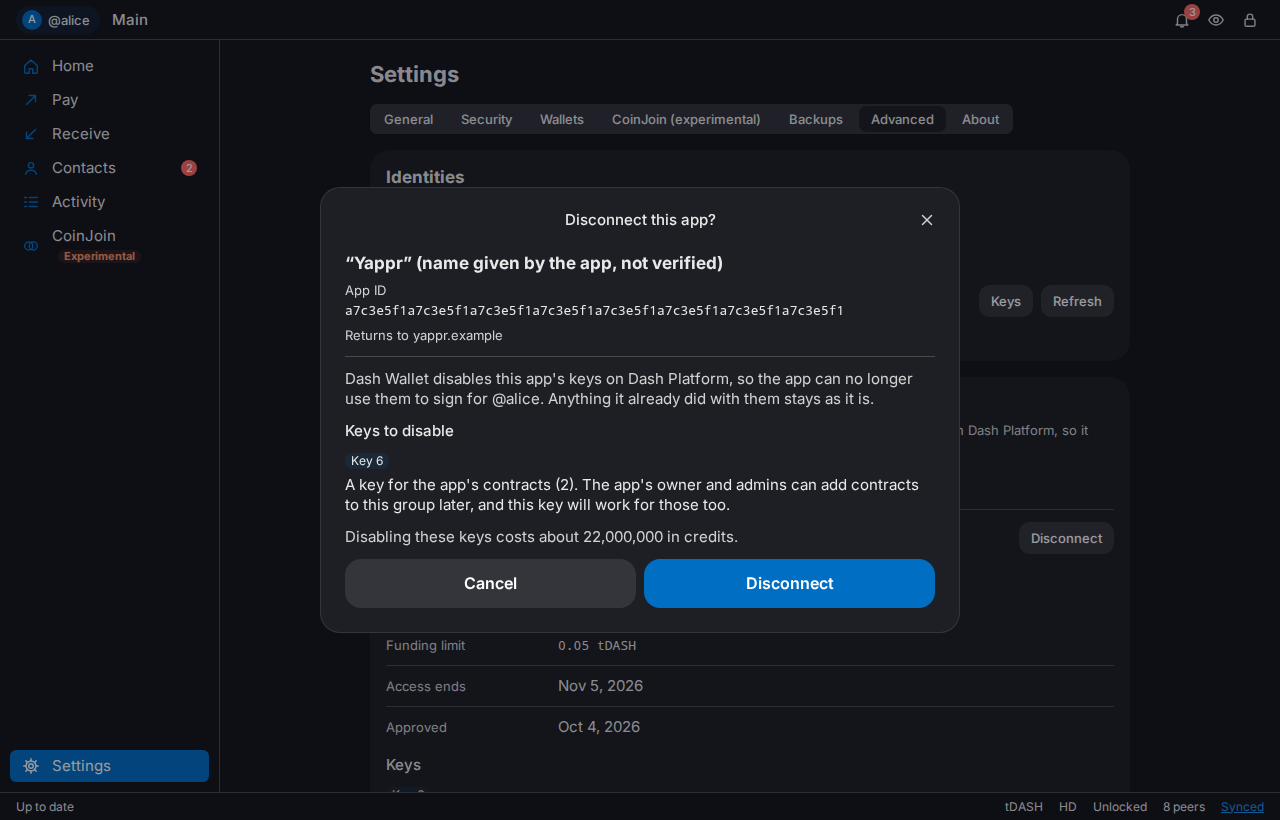 A @alice Main 3
Home
Pay
Receive
Contacts 2
Activity
CoinJoin
Experimental
Settings
Settings
General Security Wallets CoinJoin (experimental) Backups Advanced About
Identities
Keys Refresh
Dash Platform, so it
Disconnect
Disconnect this app?
“Yappr” (name given by the app, not verified)
App ID
a7c3e5f1a7c3e5f1a7c3e5f1a7c3e5f1a7c3e5f1a7c3e5f1a7c3e5f1a7c3e5f1
Returns to yappr.example
Dash Wallet disables this app's keys on Dash Platform, so the app can no longer
use them to sign for @alice. Anything it already did with them stays as it is.
Keys to disable
Key 6
A key for the app's contracts (2). The app's owner and admins can add contracts
to this group later, and this key will work for those too.
Disabling these keys costs about 22,000,000 in credits.
Cancel Disconnect
Funding limit 0.05 tDASH
Access ends Nov 5, 2026
Approved Oct 4, 2026
Keys
Up to date tDASH HD Unlocked 8 peers Synced